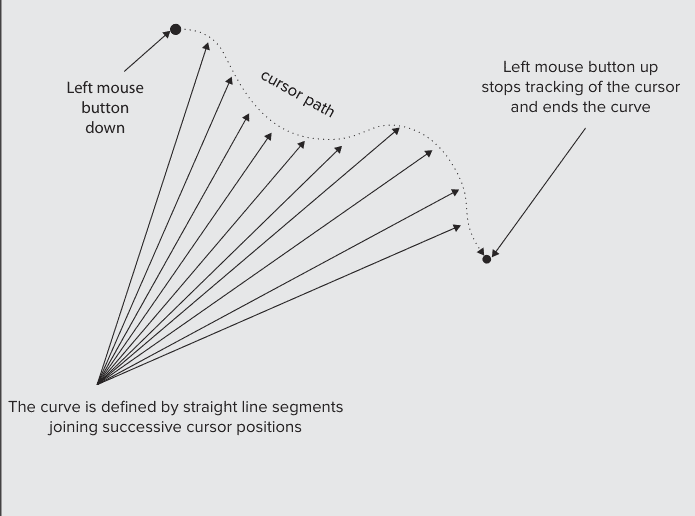 cursor path
Left mouse
button
down
Left mouse button up
stops tracking of the cursor
and ends the curve
The curve is defined by straight line segments
joining successive cursor positions